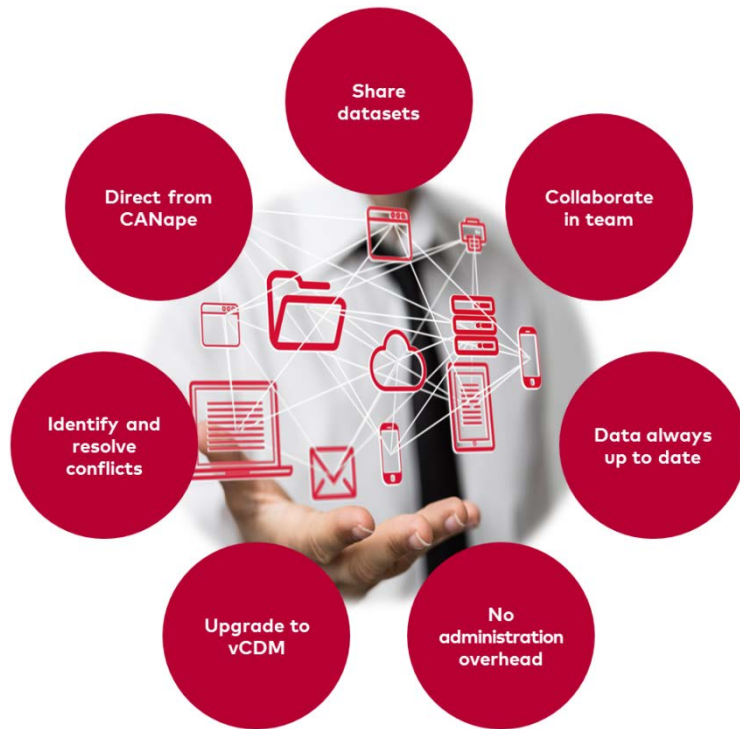 Share
datasets
Collaborate
in team
Data always
up to date
No
administration
overhead
Upgrade to
vCDM
Identify and
resolve
conflicts
Direct from
CANape